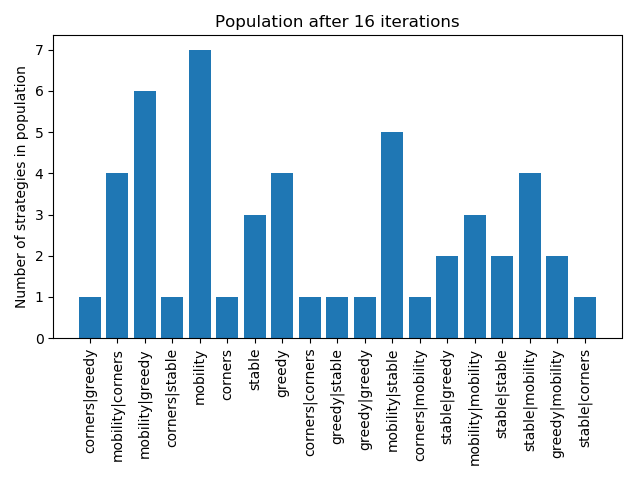 Population after 16 iterations
Number of strategies in population
7
6
5
4
3
2
1
0
corners|greedy
mobility|corners
mobility|greedy
corners|stable
mobility
corners
stable
greedy
corners|corners
greedy|stable
greedy|greedy
mobility|stable
corners|mobility
stable|greedy
mobility|mobility
stable|stable
stable|mobility
greedy|mobility
stable|corners